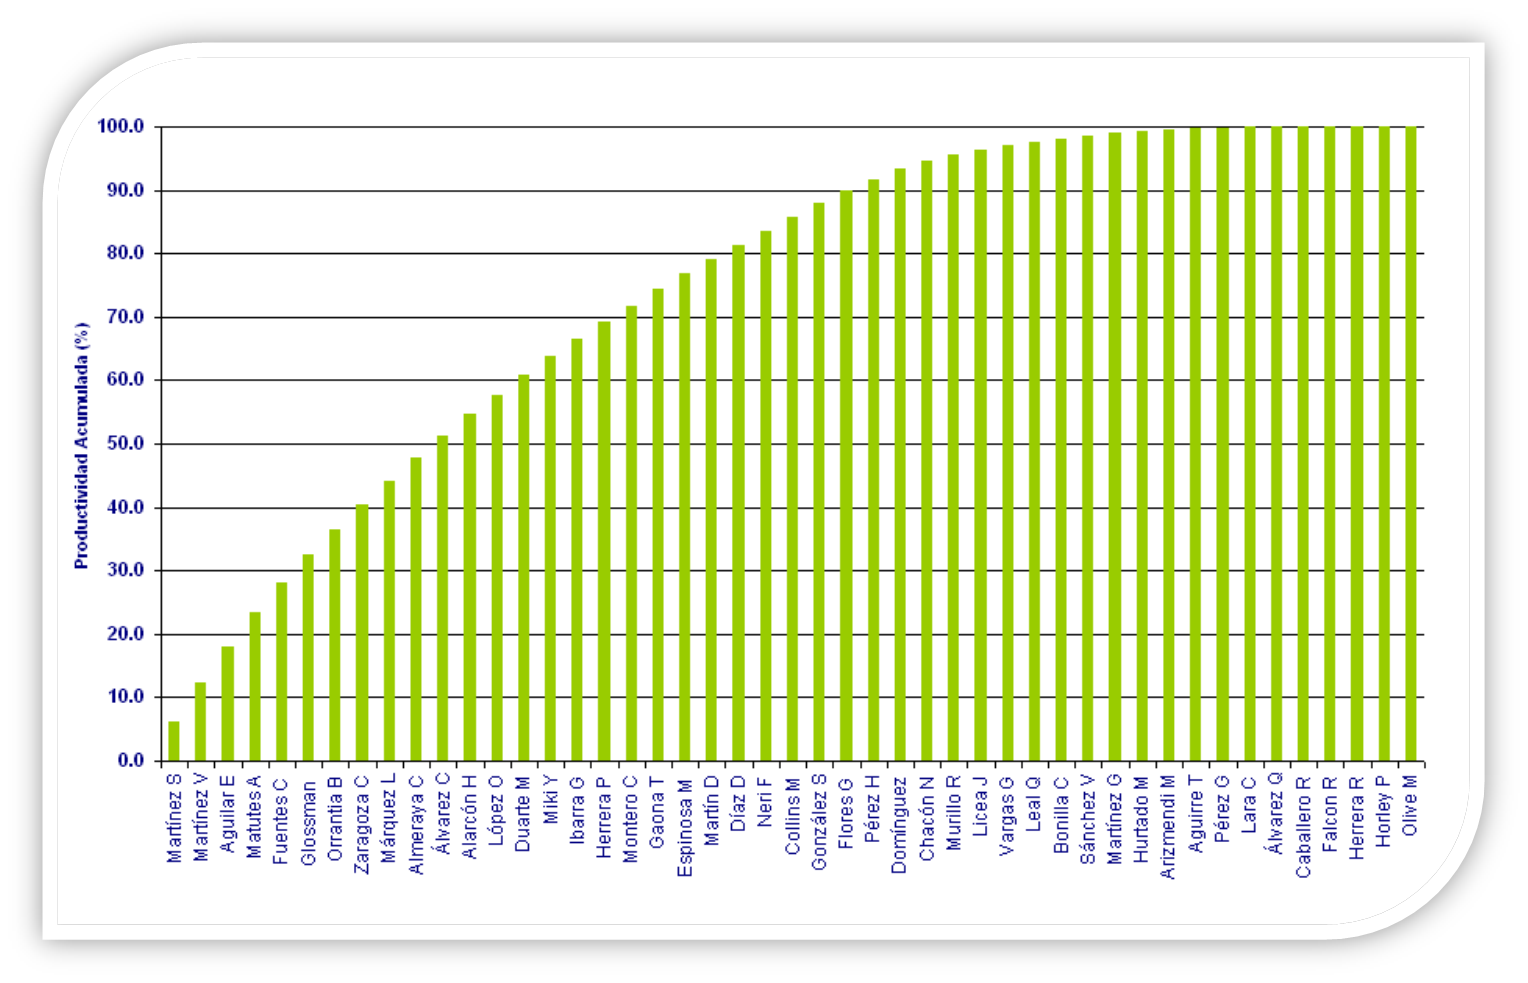 Productividad Acumulada (%)
100.0
90.0
80.0
70.0
60.0
50.0
40.0
30.0
20.0
10.0
0.0
Martínez S
Martínez V
Aguilar E
Matutes A
Fuentes C
Glossman
Orrantia B
Zaragoza C
Márquez L
Almeraya C
Álvarez C
Alarcón H
López O
Duarte M
Miki Y
Ibarra G
Herrera P
Montero C
Gaona T
Espinosa M
Martín D
Díaz D
Neri F
Collins M
González S
Flores G
Pérez H
Domínguez
Chacón N
Murillo R
Licea J
Vargas G
Leal Q
Bonilla C
Sánchez V
Martínez G
Hurtado M
Arizmendi M
Aguirre T
Pérez G
Lara C
Álvarez Q
Caballero R
Falcon R
Herrera R
Horley P
Olive M